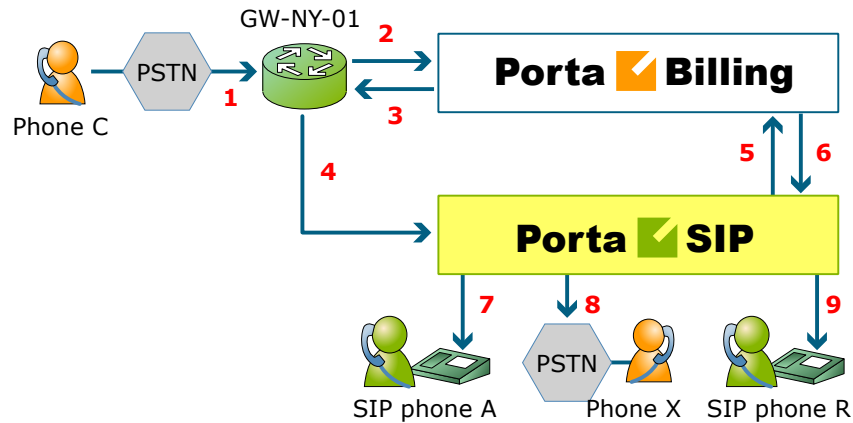 GW-NY-01
2
Porta Billing
PSTN
1
3
Phone C
4
5
6
Porta SIP
7
8
9
PSTN
SIP phone A
Phone X
SIP phone R